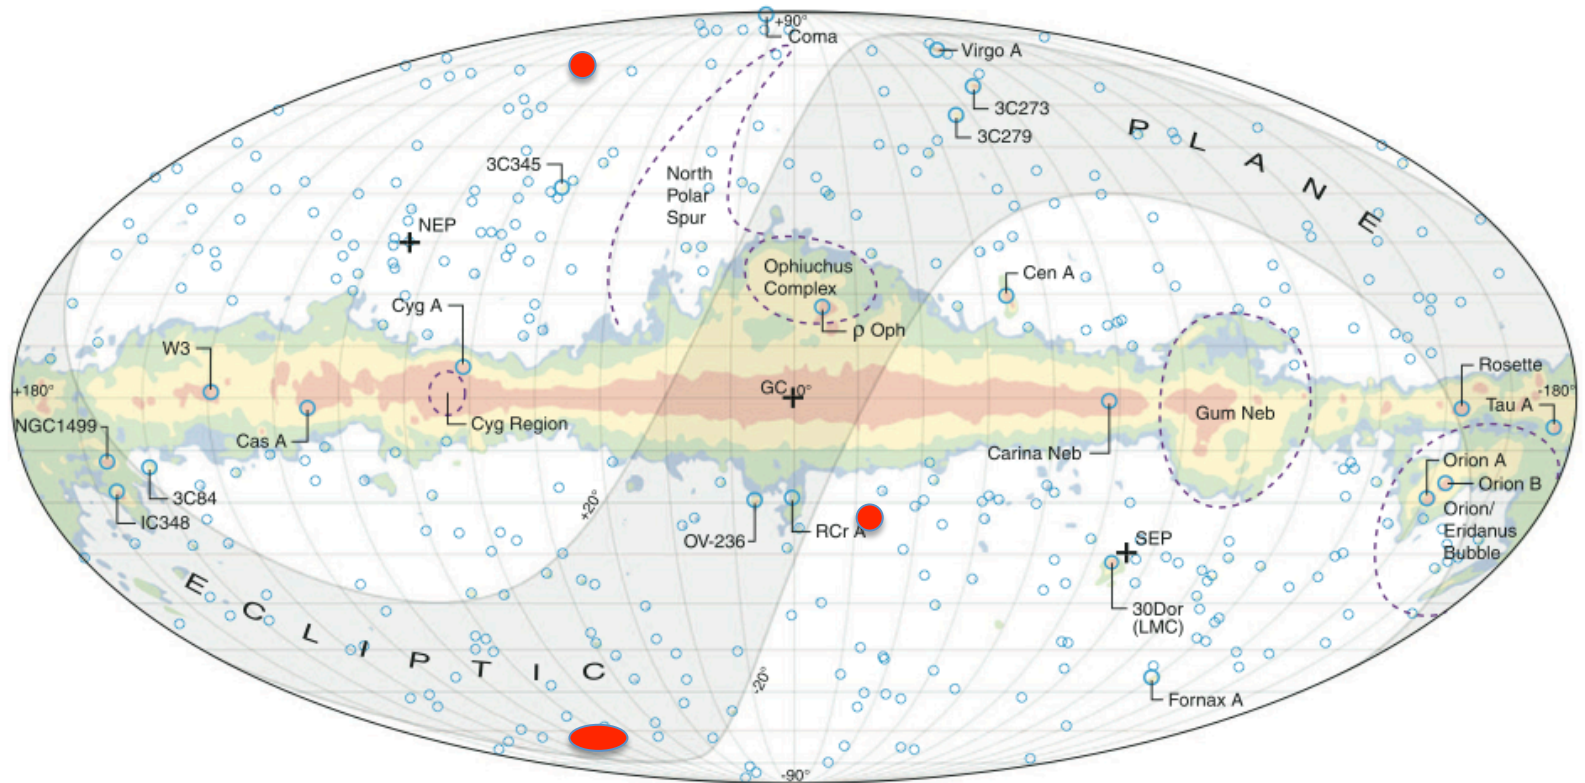 +90°
Coma
Virgo A
3C273
3C279
P L A N E
3C345
North
Polar
Spur
NEP
Ophiuchus
Complex
Cen A
Cyg A
ρ Oph
W3
Rosette
+180°
GC +0°
-180°
Tau A
NGC1499
Cas A
Cyg Region
Gum Neb
Carina Neb
Orion A
3C84
Orion B
IC348
+20°
OV-236
RCr A
SEP
Orion/
Eridanus
Bubble
E C L I P T I C
30Dor
(LMC)
-20°
Fornax A
-90°